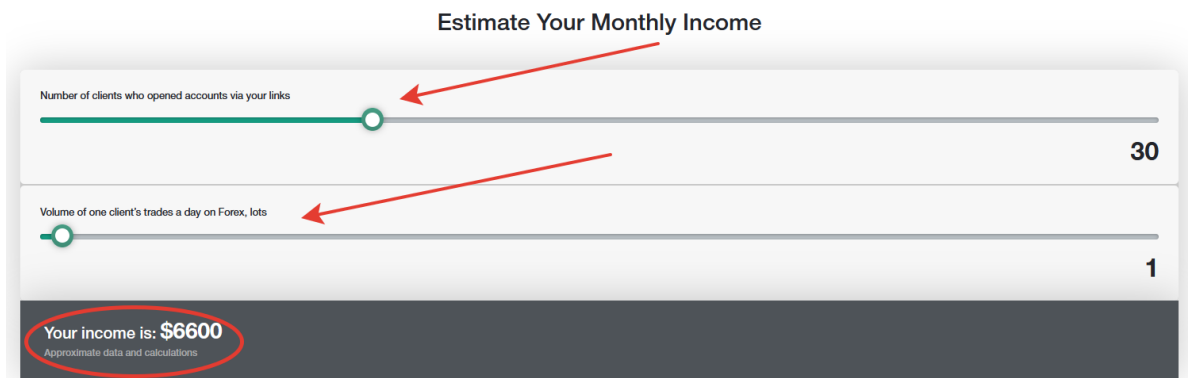 Estimate Your Monthly Income
Number of clients who opened accounts via your links
30
Volume of one client's trades a day on Forex, lots
1
Your income is: $6600
Approximate data and calculations